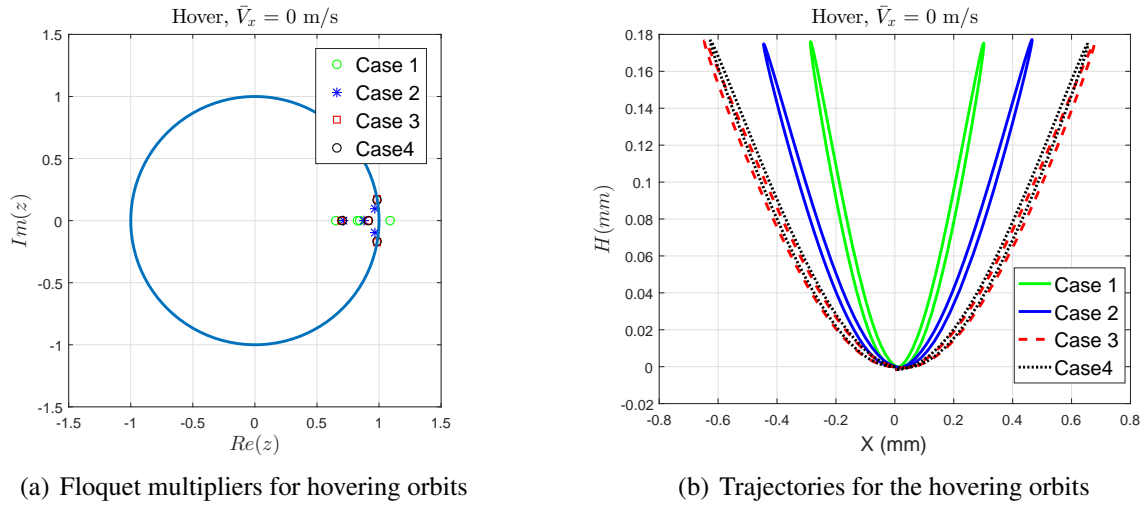 Hover, V̄x = 0 m/s
1.5
1
0.5
0
-0.5
-1
-1.5
-1.5 -1 -0.5 0 0.5 1 1.5
Im(z)
Re(z)
Case 1
Case 2
Case 3
Case4
(a) Floquet multipliers for hovering orbits
Hover, V̄x = 0 m/s
0.18
0.16
0.14
0.12
0.1
0.08
0.06
0.04
0.02
0
-0.02
-0.8 -0.6 -0.4 -0.2 0 0.2 0.4 0.6 0.8
H(mm)
X (mm)
Case 1
Case 2
Case 3
Case4
(b) Trajectories for the hovering orbits